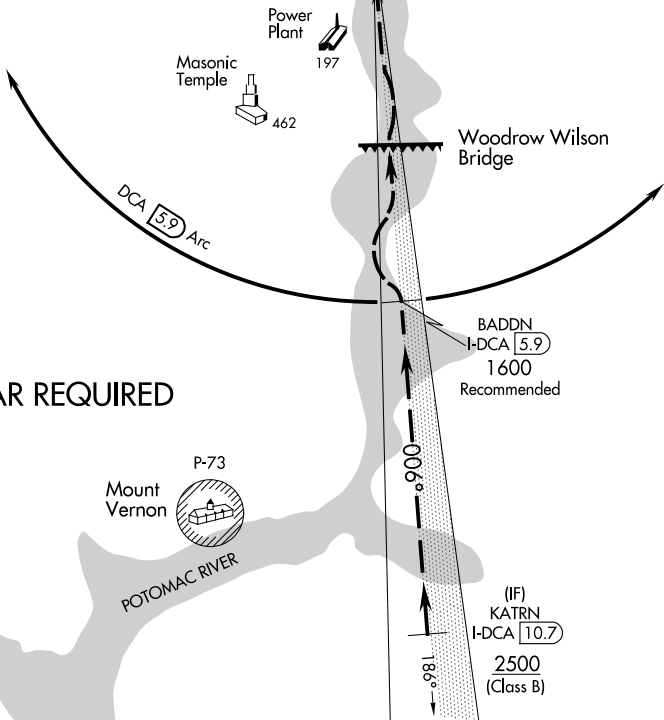 Power
Plant
197
Masonic
Temple
462
Woodrow Wilson
Bridge
DCA 5.9 Arc
BADDN
I-DCA 5.9
1600
Recommended
AR REQUIRED
P-73
Mount
Vernon
006°
POTOMAC RIVER
(IF)
KATRN
I-DCA 10.7
2500
(Class B)
186°